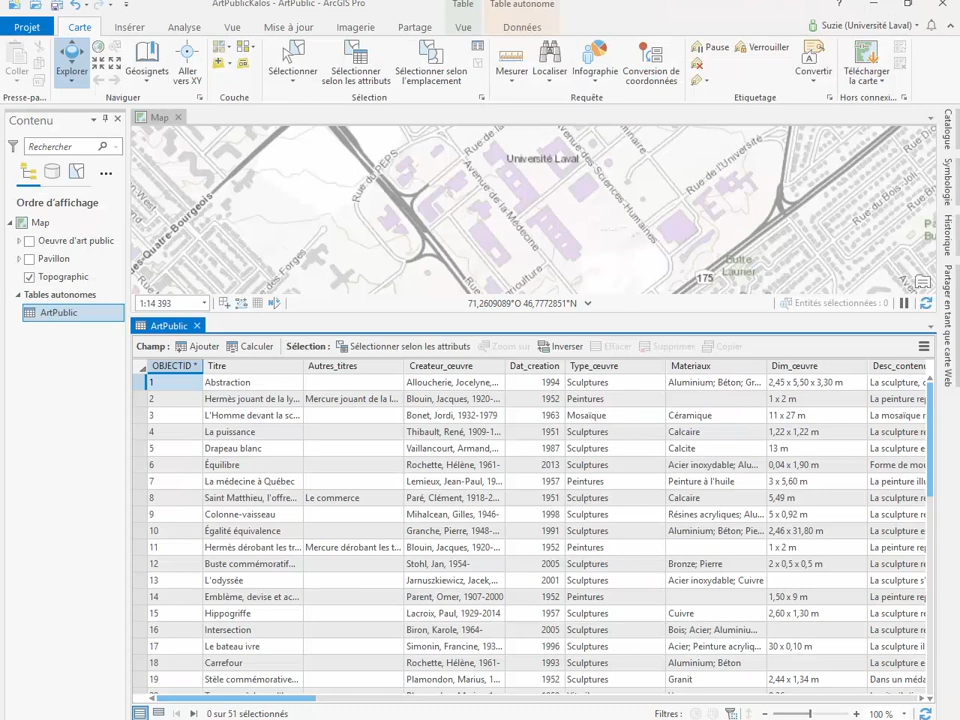 ArtPublicKalos - ArtPublic - ArcGIS Pro
Table
Table autonome
Projet
Carte
Insérer
Analyse
Vue
Mise à jour
Imagerie
Partage
Vue
Données
Suzie (Université Laval)
Coller
Explorer
Géosignets
Aller
vers XY
Sélectionner
Sélectionner
selon les attributs
Sélectionner selon
l'emplacement
Mesurer
Localiser
Infographie
Conversion de
coordonnées
Pause
Verrouiller
Convertir
Télécharger
la carte
Presse-pa...
Naviguer
Couche
Sélection
Requête
Etiquetage
Hors connexi...
Contenu
Rechercher
Ordre d'affichage
Map
Oeuvre d'art public
Pavillon
Topographic
Tables autonomes
ArtPublic
Map
Université Laval
Rue du PEPS
Avenue de la Médecine
Avenue des Sciences-Humaines
Rue de l'Université
Rue des Forges
Rue du Bois-Joli
Butte
Laurier
175
1:14 393
71,2609089°O 46,7772851°N
Entités sélectionnées : 0
Catalogue
Symbologie
Historique
Partager en tant que carte Web
ArtPublic
Champ : Ajouter Calculer Sélection : Sélectionner selon les attributs Zoom sur Inverser Effacer Supprimer Copier
OBJECTID * Titre Autres_titres Createur_œuvre Dat_creation Type_œuvre Materiaux Dim_œuvre Desc_contenu
1 Abstraction Alloucherie, Jocelyne,... 1994 Sculptures Aluminium; Béton; Gr... 2,45 x 5,50 x 3,30 m La sculpture, c
2 Hermès jouant de la ly... Mercure jouant de la l... Blouin, Jacques, 1920-... 1952 Peintures 1 x 2 m La peinture rep
3 L'Homme devant la sc... Bonet, Jordi, 1932-1979 1963 Mosaïque Céramique 11 x 27 m La mosaïque r
4 La puissance Thibault, René, 1909-1... 1951 Sculptures Calcaire 1,22 x 1,22 m La sculpture re
5 Drapeau blanc Vaillancourt, Armand,... 1987 Sculptures Calcite 13 m La sculpture e
6 Équilibre Rochette, Hélène, 1961- 2013 Sculptures Acier inoxydable; Alu... 0,04 x 1,90 m Forme de mou
7 La médecine à Québec Lemieux, Jean-Paul, 19... 1957 Peintures Peinture à l'huile 3 x 5,60 m La peinture illu
8 Saint Matthieu, l'offre... Le commerce Paré, Clément, 1918-2... 1951 Sculptures Calcaire 5,49 m La sculpture re
9 Colonne-vaisseau Mihalcean, Gilles, 1946- 1998 Sculptures Résines acryliques; Al... 5 x 0,92 m La sculpture e
10 Égalité équivalence Granche, Pierre, 1948-... 1991 Sculptures Aluminium; Béton; Pi... 2,46 x 31,80 m La sculpture e
11 Hermès dérobant les tr... Mercure dérobant les t... Blouin, Jacques, 1920-... 1952 Peintures 1 x 2 m La peinture rep
12 Buste commémoratif... Stohl, Jan, 1954- 2005 Sculptures Bronze; Pierre 2 x 0,5 x 0,5 m La sculpture re
13 L'odyssée Jarnuszkiewicz, Jacek,... 2001 Sculptures Acier inoxydable; Cuivre La sculpture s'
14 Emblème, devise et ac... Parent, Omer, 1907-2000 1952 Peintures 1,50 x 9 m La peinture rep
15 Hippogriffe Lacroix, Paul, 1929-2014 1957 Sculptures Cuivre 2,60 x 1,30 m La sculpture re
16 Intersection Biron, Karole, 1964- 2005 Sculptures Bois; Acier; Aluminiu... La sculpture re
17 Le bateau ivre Simonin, Francine, 193... 1996 Sculptures Acier; Peinture acryliq... 30 x 0,10 m La sculpture e
18 Carrefour Rochette, Hélène, 1961- 1993 Sculptures Aluminium; Béton La sculpture e
19 Stèle commémorative... Plamondon, Marius, 1... 1952 Sculptures Granit 2,44 x 1,34 m Dans un méda
0 sur 51 sélectionnés
Filtres :
100 %